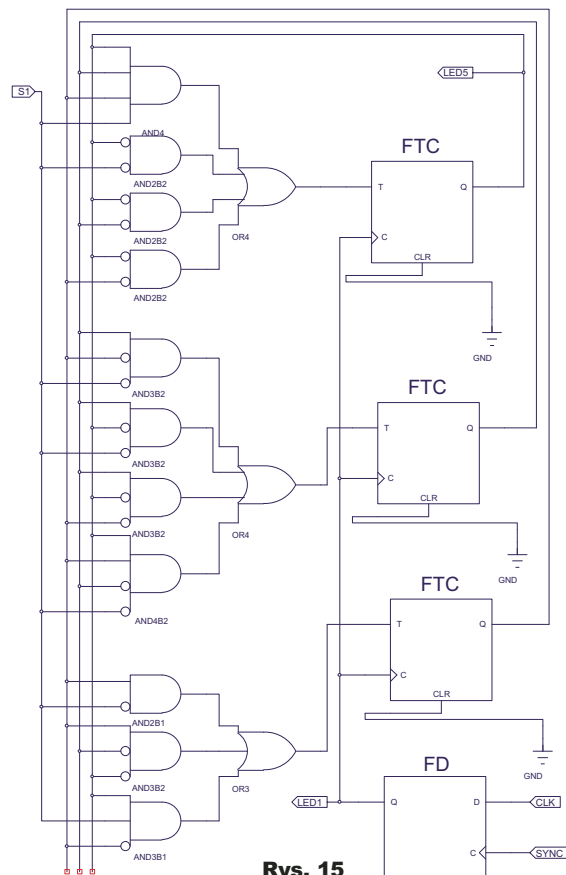 LED5
S1
AND4
FTC
T
Q
AND2B2
C
AND2B2
OR4
CLR
AND2B2
GND
FTC
AND3B2
T
Q
C
AND3B2
CLR
AND3B2
OR4
GND
FTC
AND4B2
T
Q
C
CLR
AND2B1
FD
GND
AND3B2
OR3
LED1
Q
D
CLK
AND3B1
C
SYNC
Rys. 15